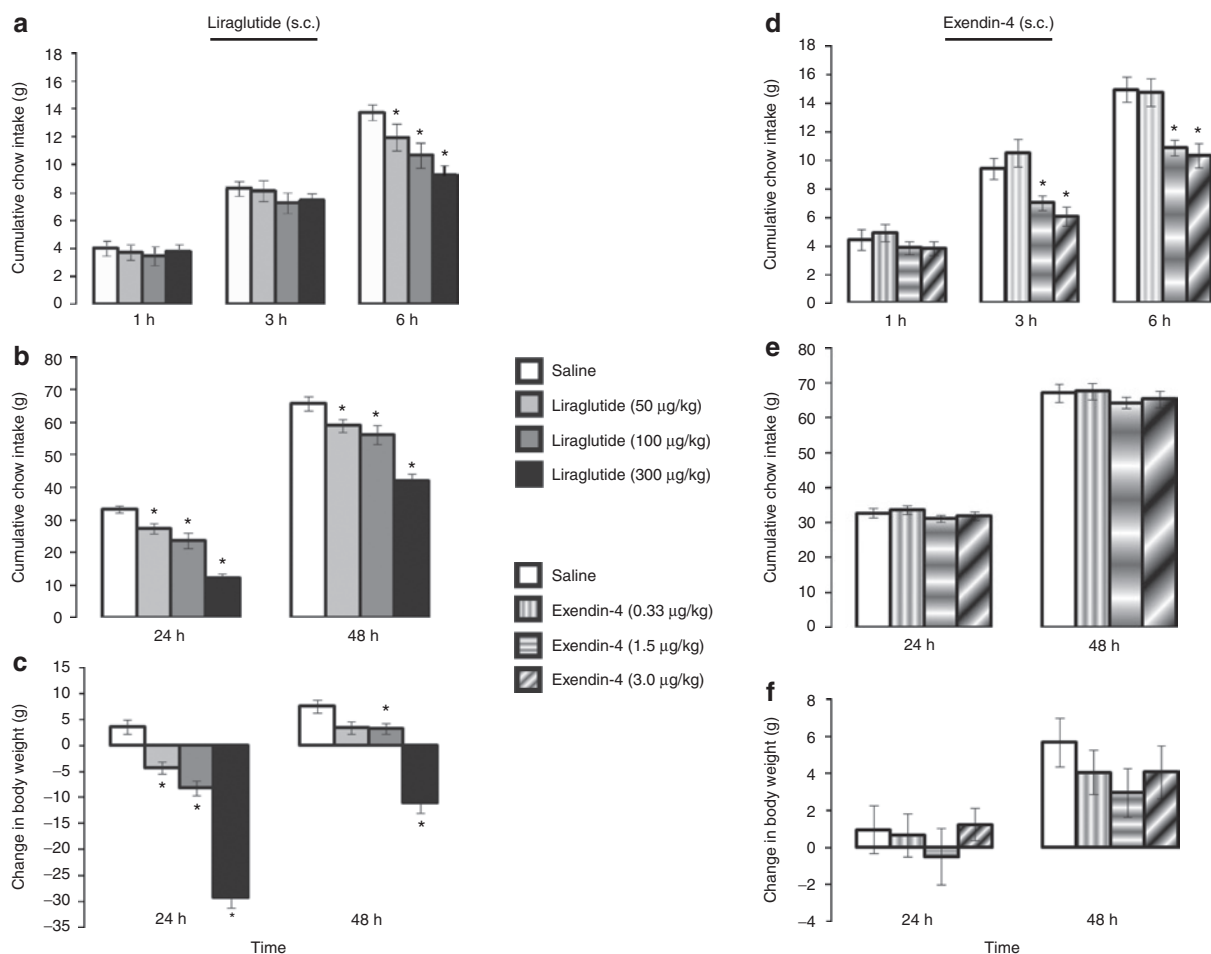 a
Liraglutide (s.c.)
Cumulative chow intake (g)
18
16
14
12
10
8
6
4
2
0
* * *
1 h 3 h 6 h
b
Cumulative chow intake (g)
80
70
60
50
40
30
20
10
0
* * *
* * *
24 h 48 h
c
Change in body weight (g)
15
10
5
0
–5
–10
–15
–20
–25
–30
–35
* * *
* *
24 h 48 h
Time
Saline
Liraglutide (50 µg/kg)
Liraglutide (100 µg/kg)
Liraglutide (300 µg/kg)
Saline
Exendin-4 (0.33 µg/kg)
Exendin-4 (1.5 µg/kg)
Exendin-4 (3.0 µg/kg)
d
Exendin-4 (s.c.)
Cumulative chow intake (g)
18
16
14
12
10
8
6
4
2
0
* *
* *
1 h 3 h 6 h
e
Cumulative chow intake (g)
80
70
60
50
40
30
20
10
0
24 h 48 h
f
Change in body weight (g)
8
6
4
2
0
–2
–4
24 h 48 h
Time